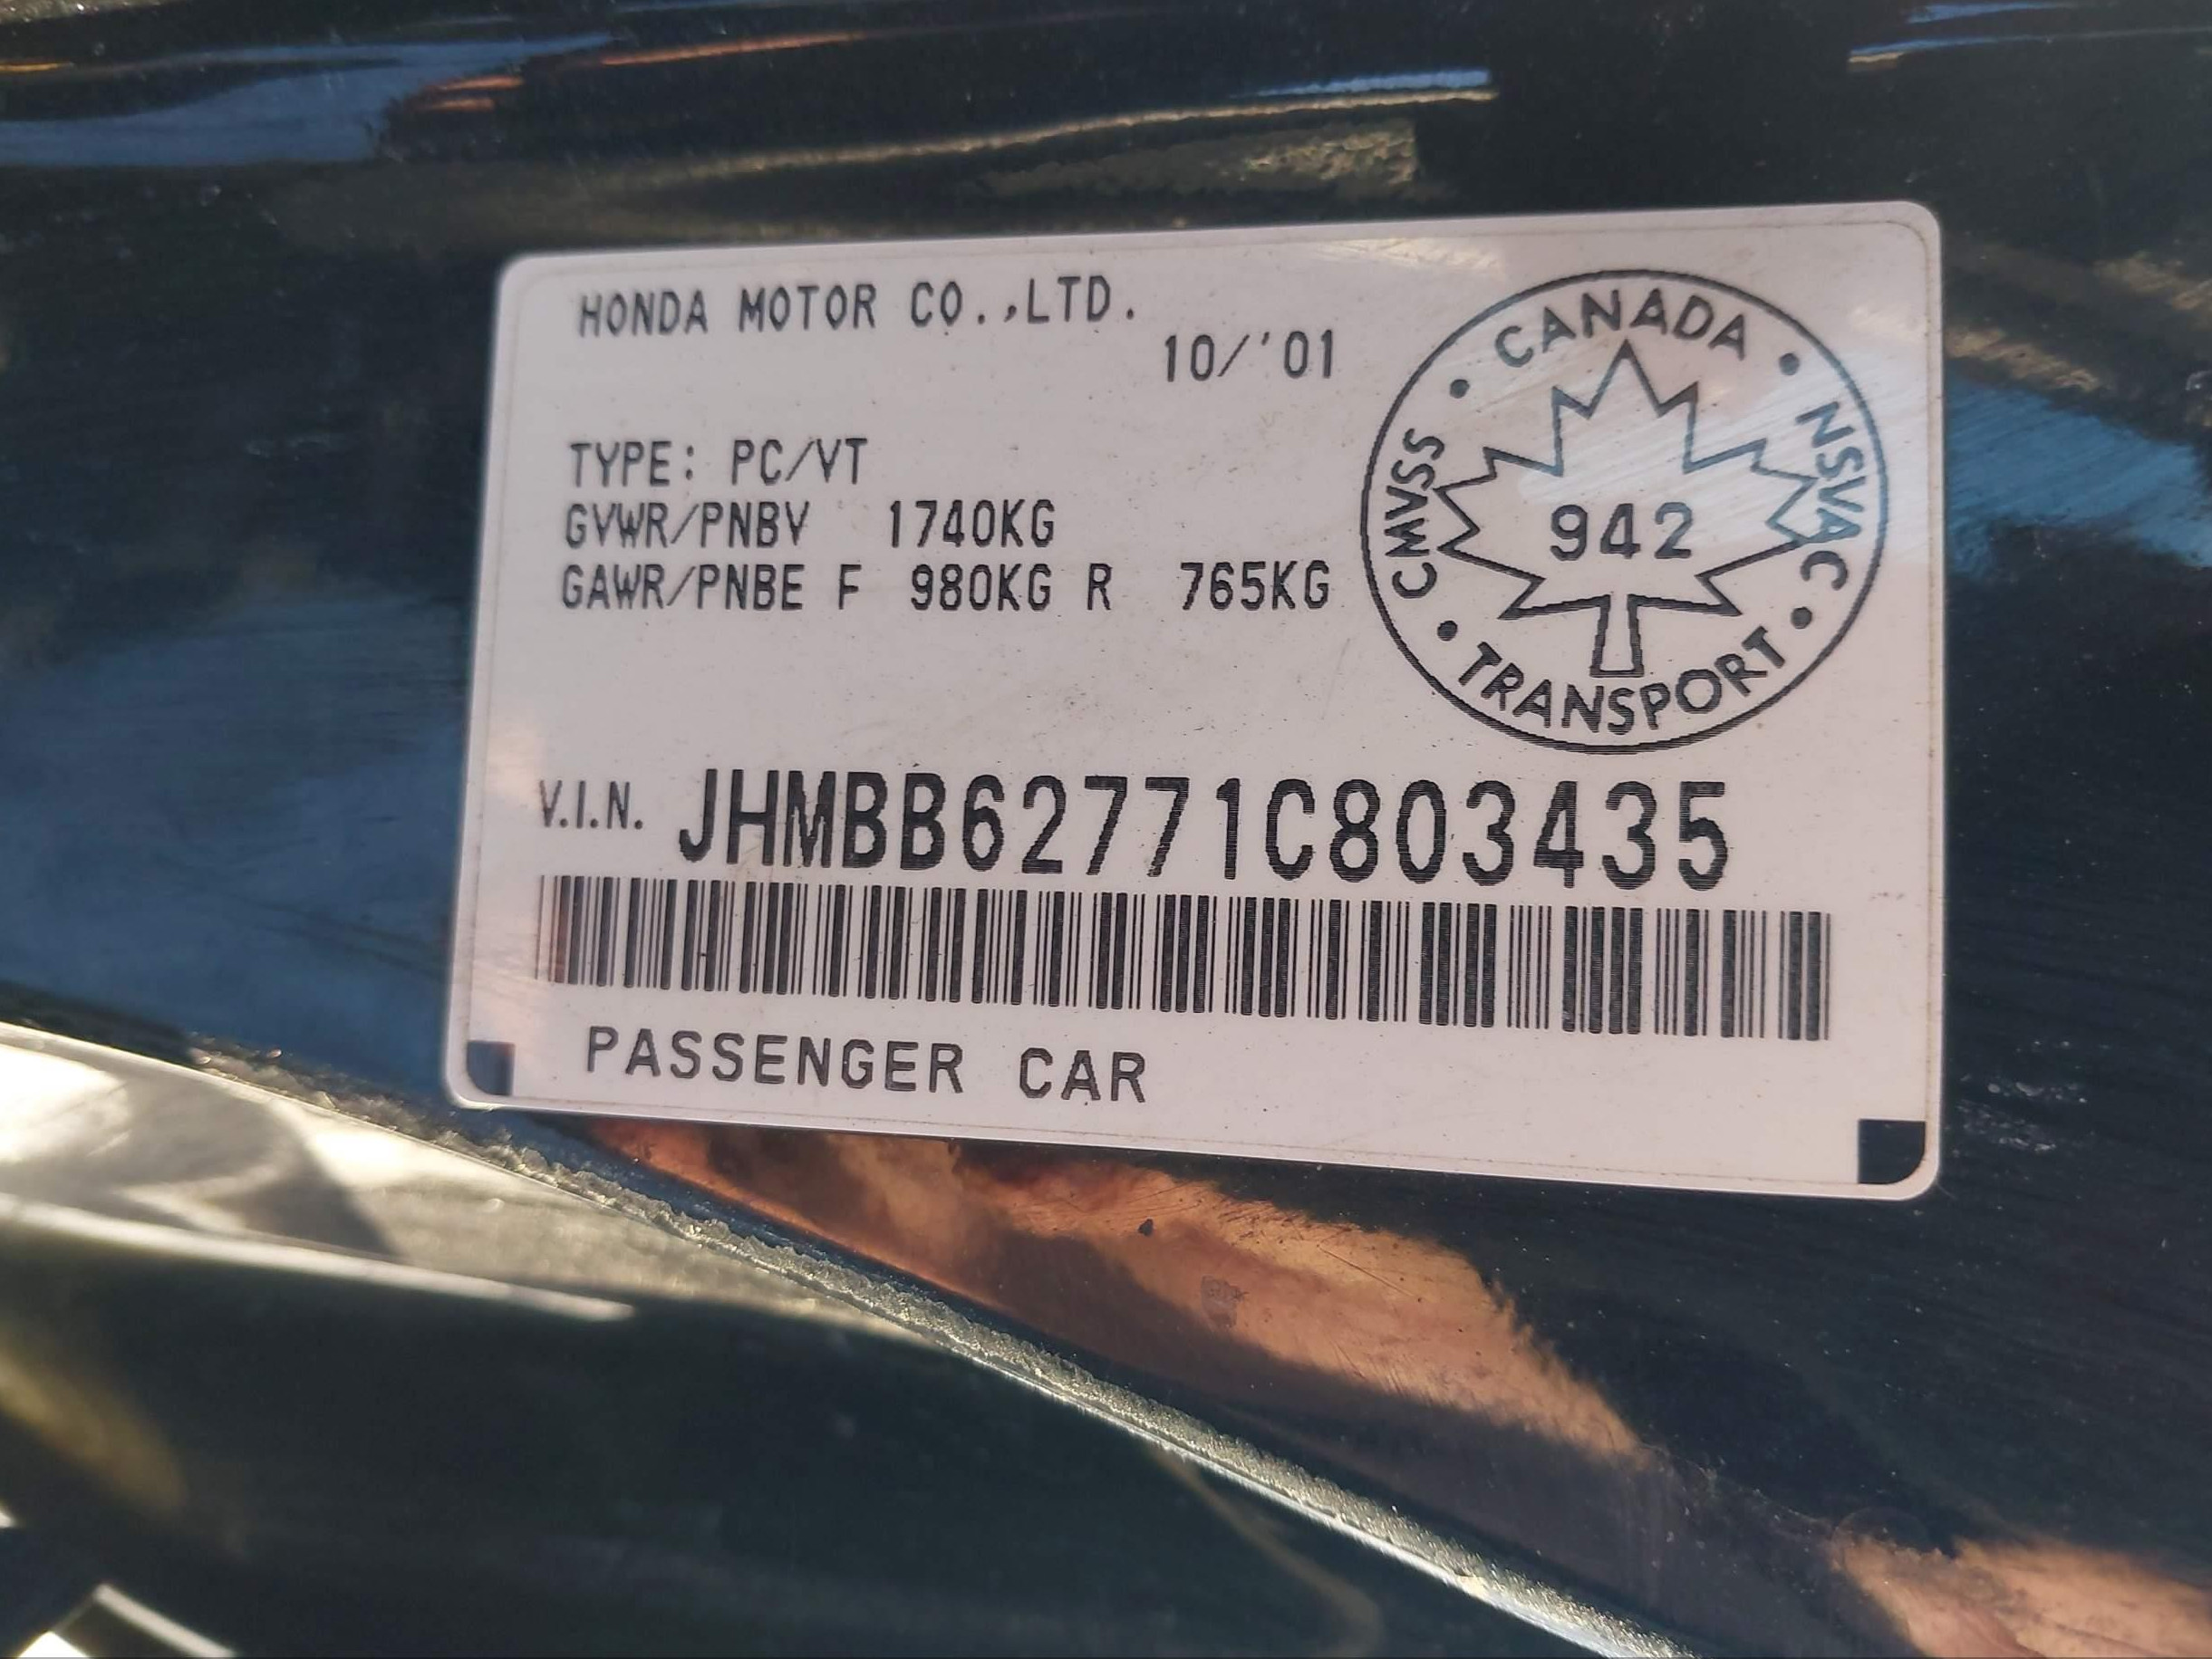 HONDA MOTOR CO.,LTD.
10/'01
TYPE: PC/VT
GVWR/PNBV 1740KG
GAWR/PNBE F 980KG R 765KG
CANADA • NSVAC • TRANSPORT • CMVSS •
942
V.I.N. JHMBB62771C803435
PASSENGER CAR